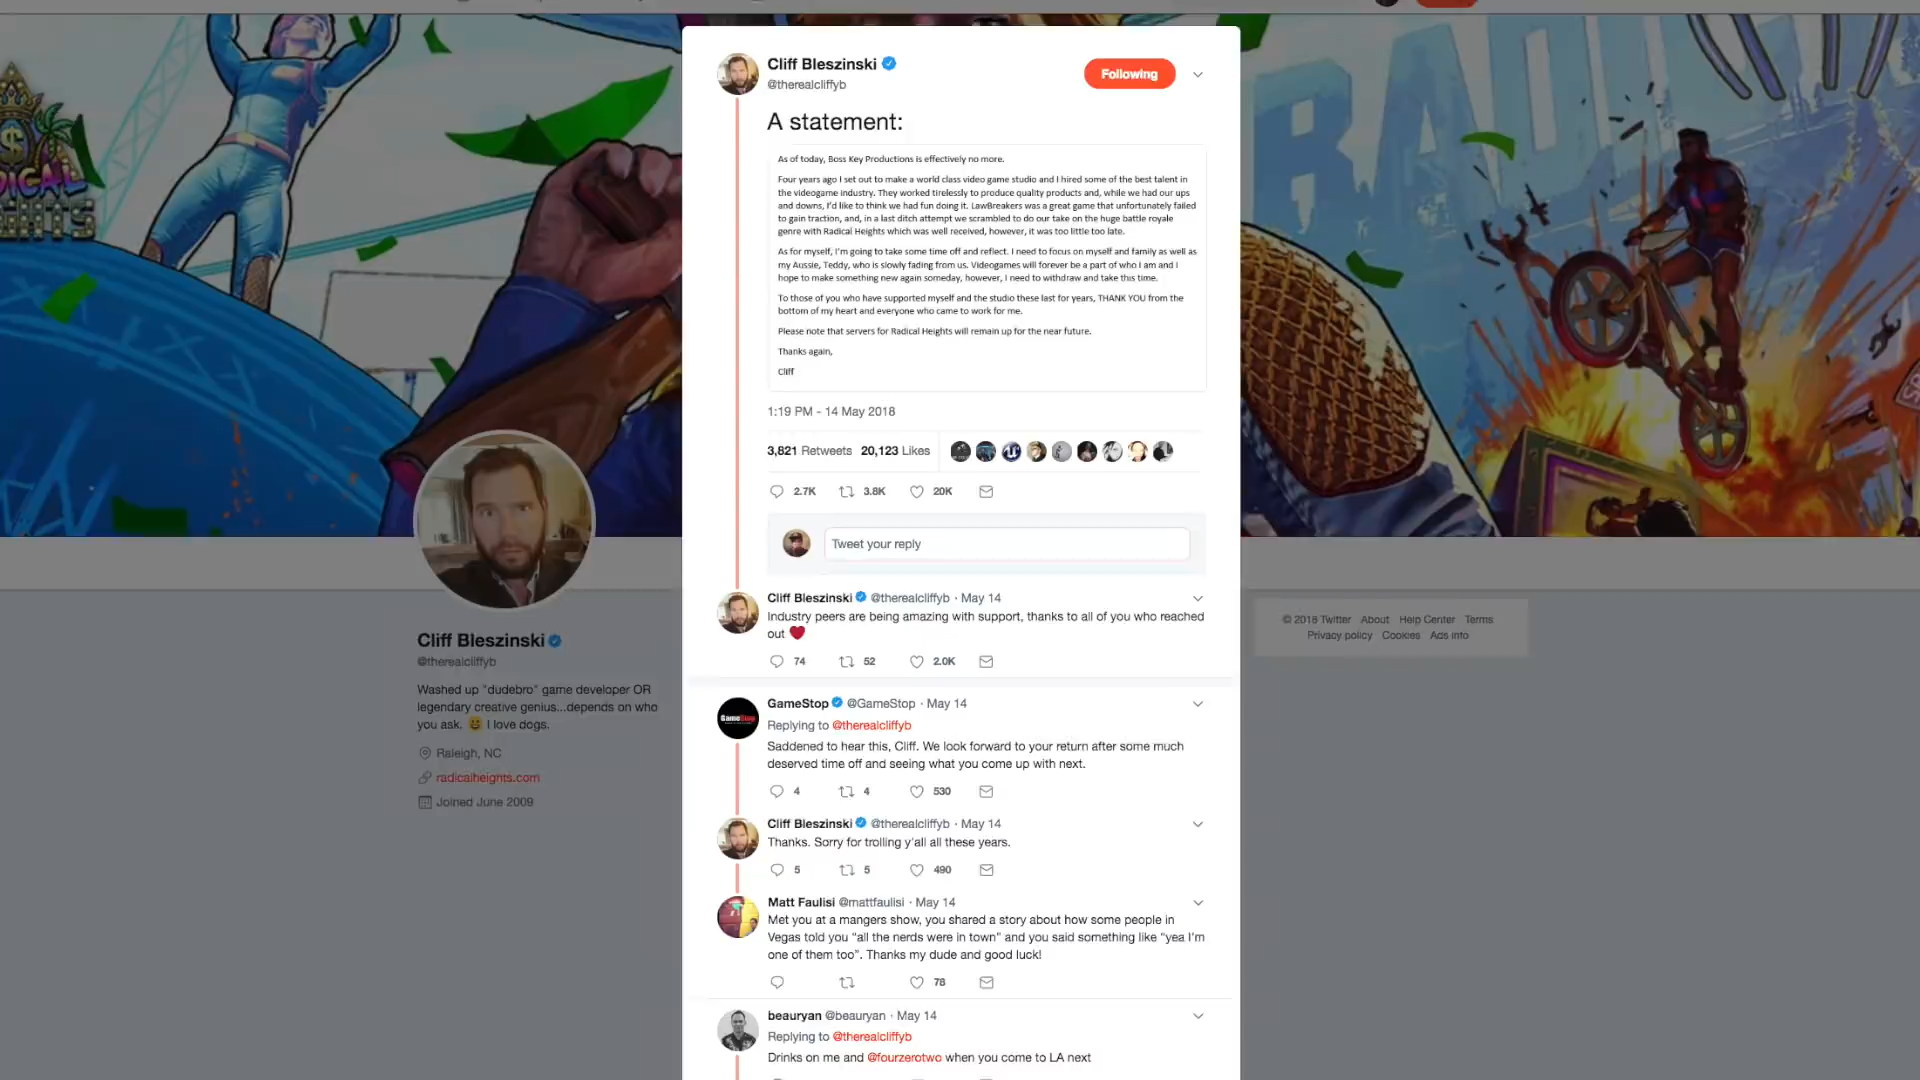 Cliff Bleszinski
@therealcliffyb
Following
A statement:
As of today, Boss Key Productions is effectively no more.
Four years ago I set out to make a world class video game studio and I hired some of the best talent in
the videogame industry. They worked tirelessly to produce quality products and, while we had our ups
and downs, I'd like to think we had fun doing it. LawBreakers was a great game that unfortunately failed
to gain traction, and, in a last ditch attempt we scrambled to do our take on the huge battle royale
genre with Radical Heights which was well received, however, it was too little too late.
As for myself, I'm going to take some time off and reflect. I need to focus on myself and family as well as
my Aussie, Teddy, who is slowly fading from us. Videogames will forever be a part of who I am and I
hope to make something new again someday, however, I need to withdraw and take this time.
To those of you who have supported myself and the studio these last for years, THANK YOU from the
bottom of my heart and everyone who came to work for me.
Please note that servers for Radical Heights will remain up for the near future.
Thanks again,
Cliff
1:19 PM - 14 May 2018
3,821 Retweets 20,123 Likes
2.7K 3.8K 20K
Tweet your reply
Cliff Bleszinski @therealcliffyb · May 14
Industry peers are being amazing with support, thanks to all of you who reached
out ❤
74 52 2.0K
GameStop @GameStop · May 14
Replying to @therealcliffyb
Saddened to hear this, Cliff. We look forward to your return after some much
deserved time off and seeing what you come up with next.
4 4 530
Cliff Bleszinski @therealcliffyb · May 14
Thanks. Sorry for trolling y'all all these years.
5 5 490
Matt Faulisi @mattfaulisi · May 14
Met you at a mangers show, you shared a story about how some people in
Vegas told you "all the nerds were in town" and you said something like "yea I'm
one of them too". Thanks my dude and good luck!
78
beauryan @beauryan · May 14
Replying to @therealcliffyb
Drinks on me and @fourzerotwo when you come to LA next
Cliff Bleszinski
@therealcliffyb
Washed up "dudebro" game developer OR
legendary creative genius...depends on who
you ask. 😃 I love dogs.
Raleigh, NC
radicalheights.com
Joined June 2009
© 2018 Twitter About Help Center Terms
Privacy policy Cookies Ads info